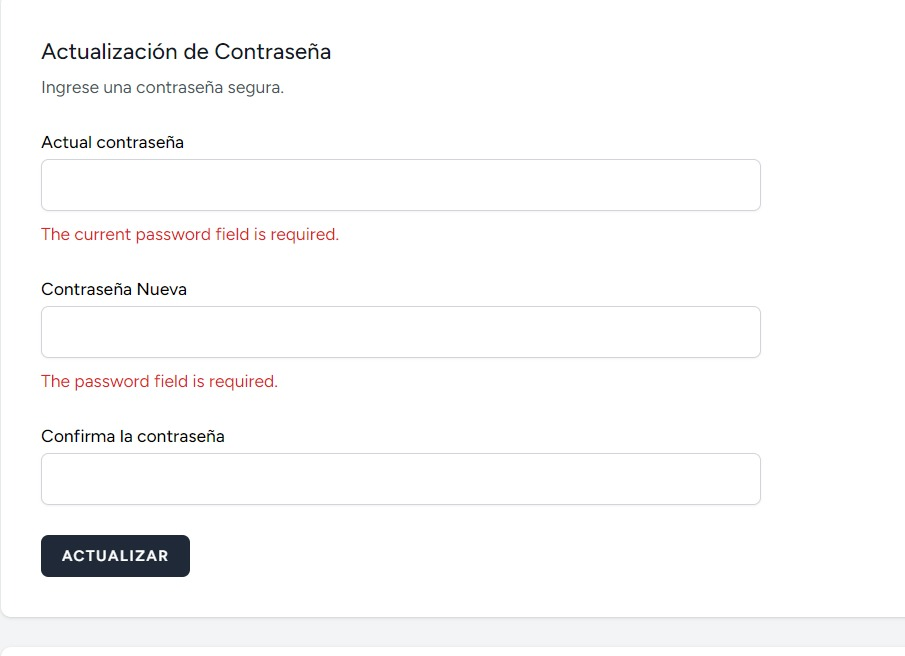 Actualización de Contraseña
Ingrese una contraseña segura.
Actual contraseña
The current password field is required.
Contraseña Nueva
The password field is required.
Confirma la contraseña
ACTUALIZAR